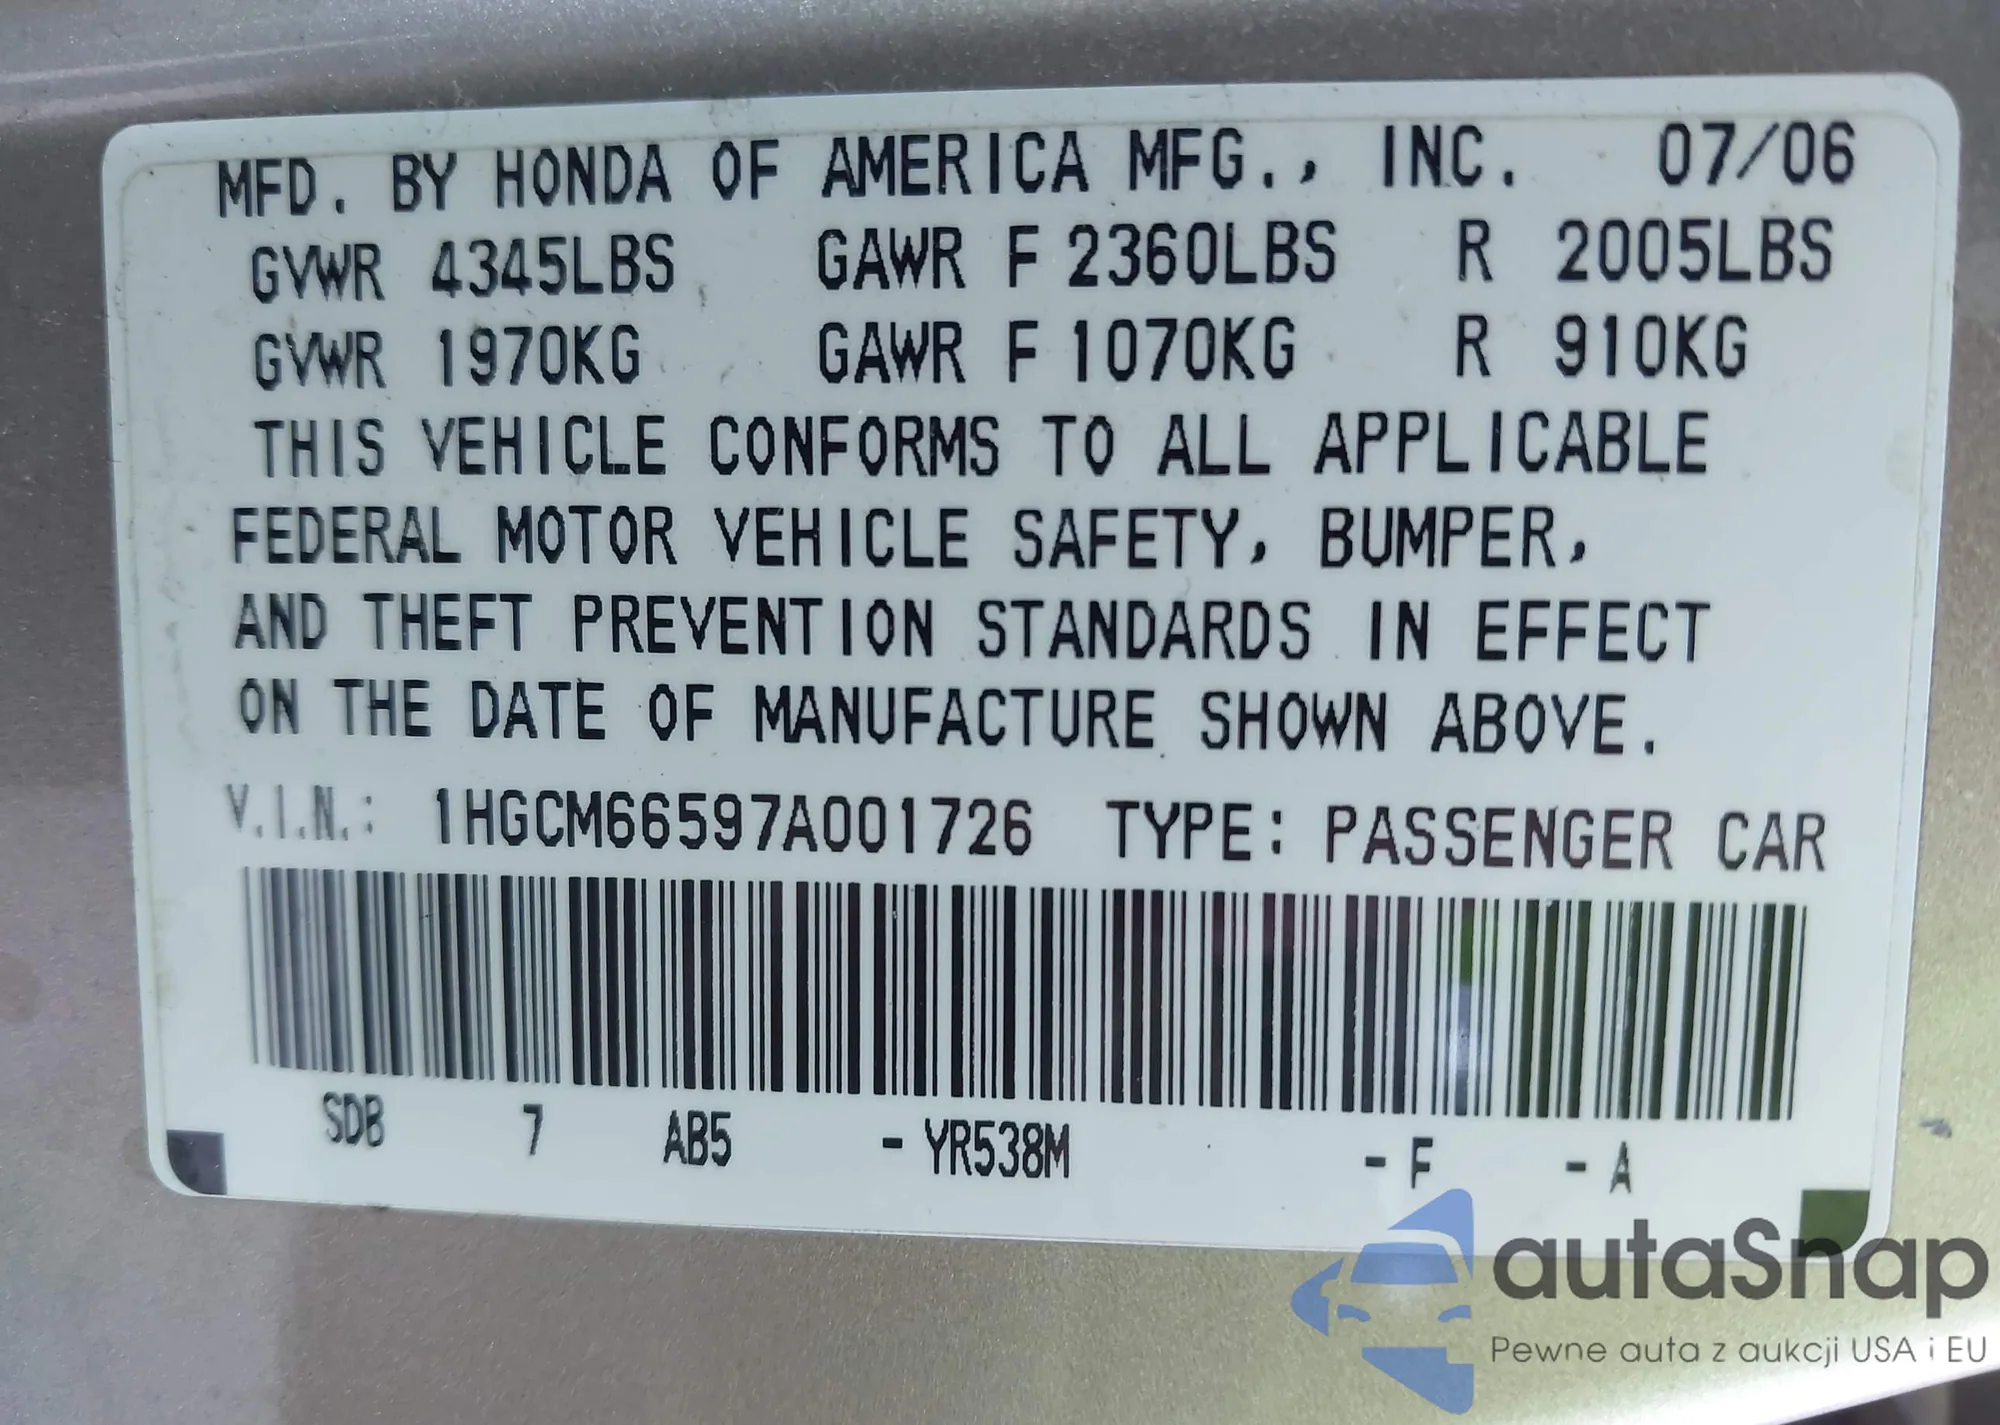 MFD. BY HONDA OF AMERICA MFG., INC. 07/06
GVWR 4345LBS GAWR F 2360LBS R 2005LBS
GVWR 1970KG GAWR F 1070KG R 910KG
THIS VEHICLE CONFORMS TO ALL APPLICABLE
FEDERAL MOTOR VEHICLE SAFETY, BUMPER,
AND THEFT PREVENTION STANDARDS IN EFFECT
ON THE DATE OF MANUFACTURE SHOWN ABOVE.
V.I.N.: 1HGCM66597A001726 TYPE: PASSENGER CAR
SDB 7 AB5 - YR538M - F - A
autaSnap
Pewne auta z aukcji USA i EU